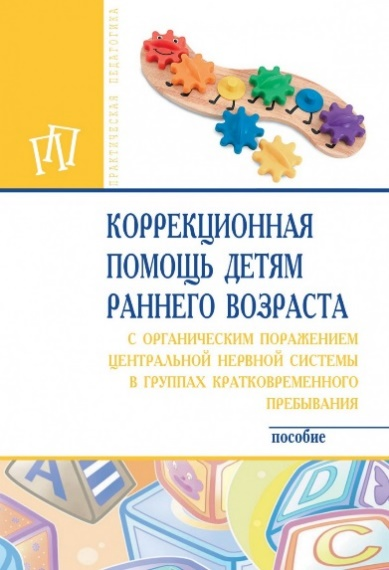 ПРАКТИЧЕСКАЯ ПЕДАГОГИКА
КОРРЕКЦИОННАЯ
ПОМОЩЬ ДЕТЯМ
РАННЕГО ВОЗРАСТА
С ОРГАНИЧЕСКИМ ПОРАЖЕНИЕМ
ЦЕНТРАЛЬНОЙ НЕРВНОЙ СИСТЕМЫ
В ГРУППАХ КРАТКОВРЕМЕННОГО
ПРЕБЫВАНИЯ
пособие
A
B
D
C